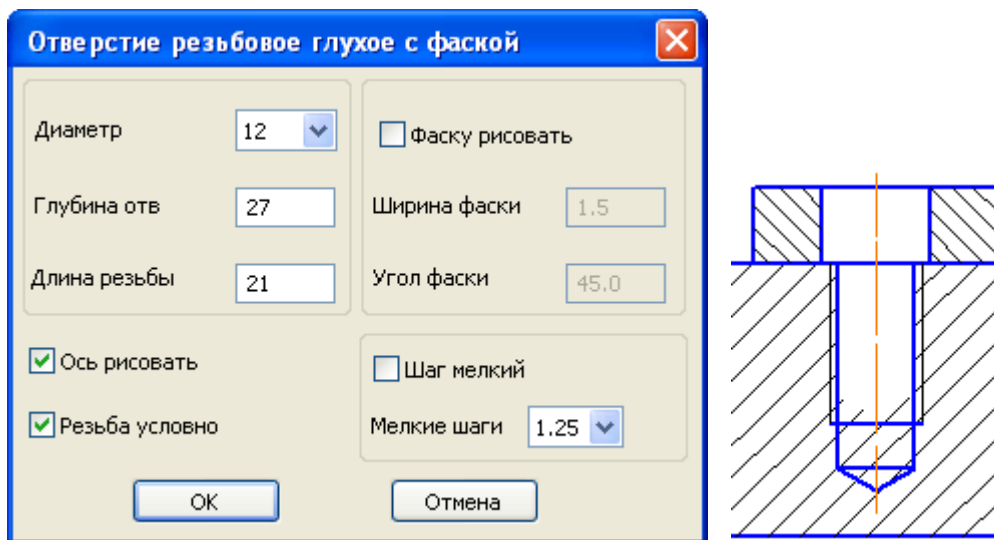 Отверстие резьбовое глухое с фаской
Диаметр 12
Глубина отв 27
Длина резьбы 21
Фаску рисовать
Ширина фаски 1.5
Угол фаски 45.0
Ось рисовать
Резьба условно
Шаг мелкий
Мелкие шаги 1.25
ОК
Отмена